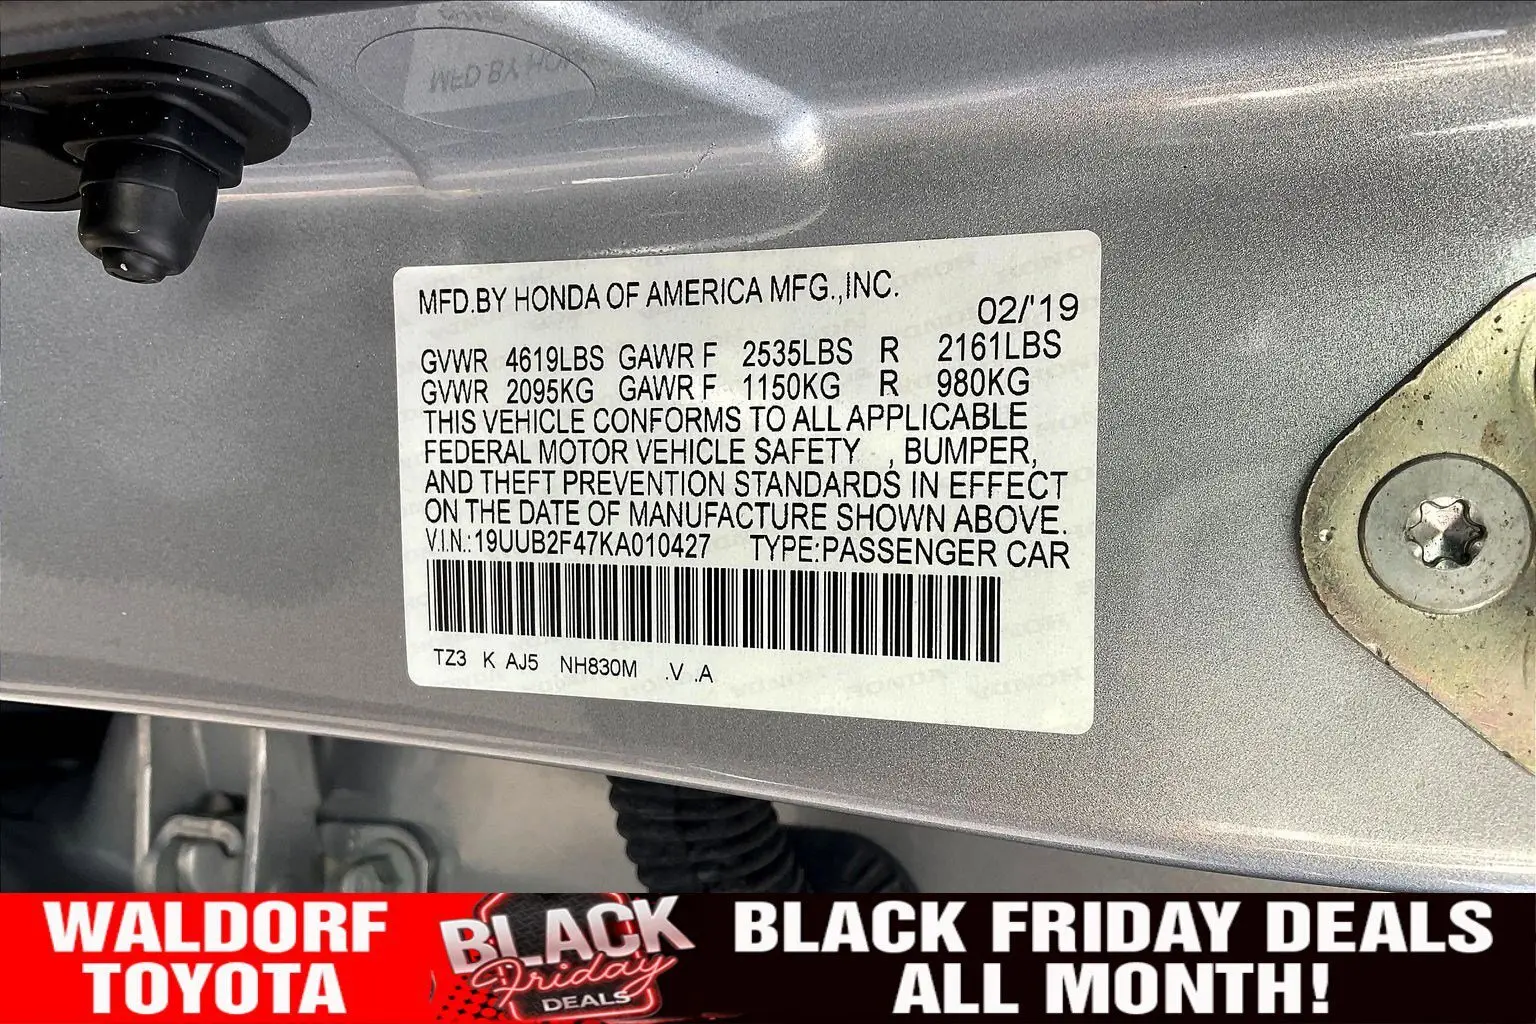 MFD.BY HONDA OF AMERICA MFG.,INC.
02/'19
GVWR 4619LBS GAWR F 2535LBS R 2161LBS
GVWR 2095KG GAWR F 1150KG R 980KG
THIS VEHICLE CONFORMS TO ALL APPLICABLE
FEDERAL MOTOR VEHICLE SAFETY , BUMPER,
AND THEFT PREVENTION STANDARDS IN EFFECT
ON THE DATE OF MANUFACTURE SHOWN ABOVE.
V.I.N.:19UUB2F47KA010427 TYPE:PASSENGER CAR
TZ3 K AJ5 NH830M .V .A
WALDORF
TOYOTA
BLACK
Friday
DEALS
BLACK FRIDAY DEALS
ALL MONTH!